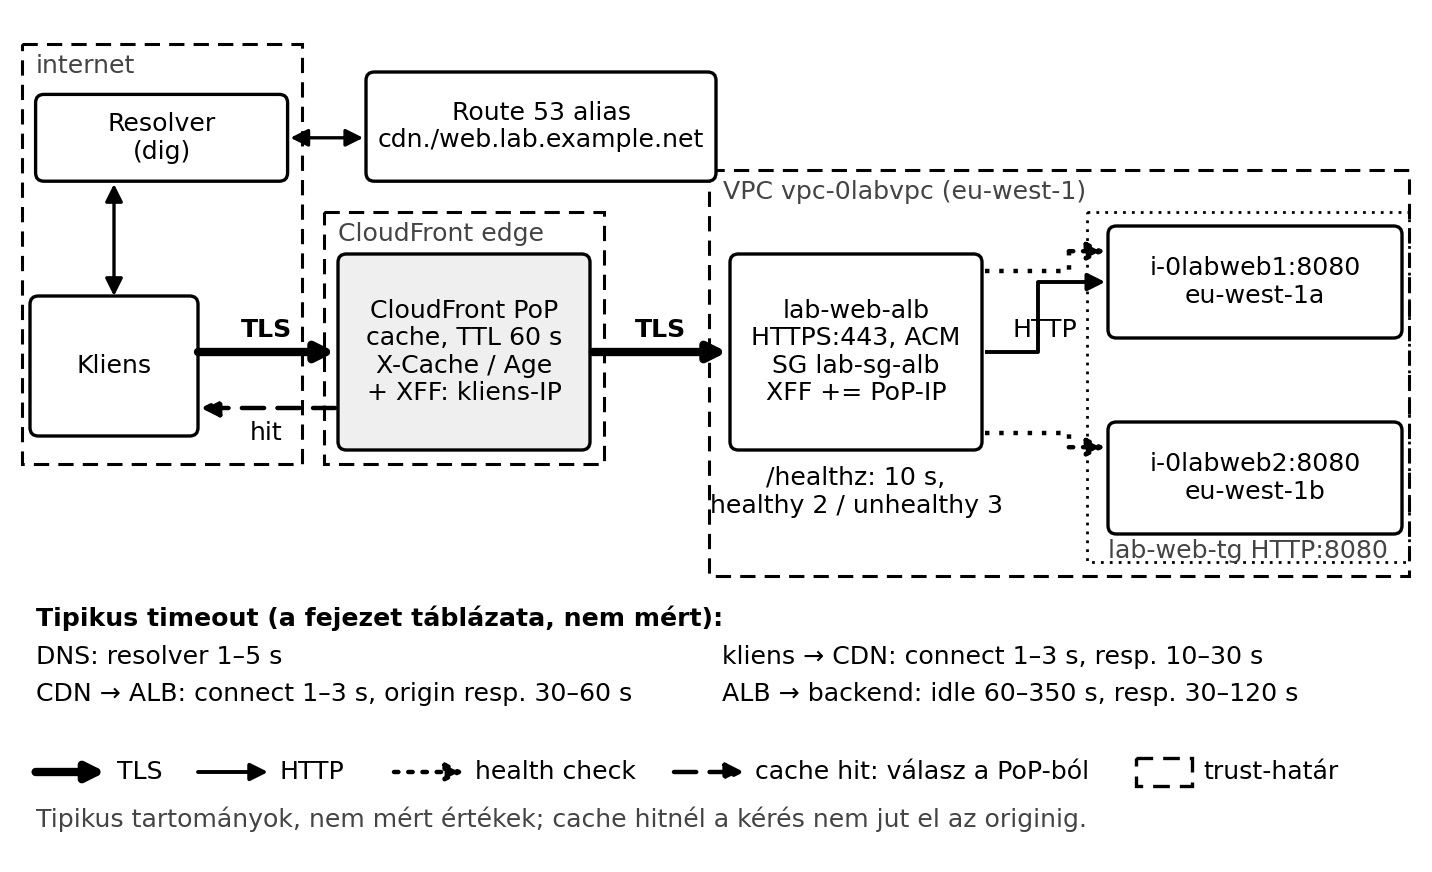 internet
Resolver
(dig)
Route 53 alias
cdn./web.lab.example.net
VPC vpc-0labvpc (eu-west-1)
CloudFront edge
Kliens
TLS
hit
CloudFront PoP
cache, TTL 60 s
X-Cache / Age
+ XFF: kliens-IP
TLS
lab-web-alb
HTTPS:443, ACM
SG lab-sg-alb
XFF += PoP-IP
/healthz: 10 s,
healthy 2 / unhealthy 3
HTTP
i-0labweb1:8080
eu-west-1a
i-0labweb2:8080
eu-west-1b
lab-web-tg HTTP:8080
Tipikus timeout (a fejezet táblázata, nem mért):
DNS: resolver 1–5 s
kliens → CDN: connect 1–3 s, resp. 10–30 s
CDN → ALB: connect 1–3 s, origin resp. 30–60 s
ALB → backend: idle 60–350 s, resp. 30–120 s
TLS
HTTP
health check
cache hit: válasz a PoP-ból
trust-határ
Tipikus tartományok, nem mért értékek; cache hitnél a kérés nem jut el az originig.